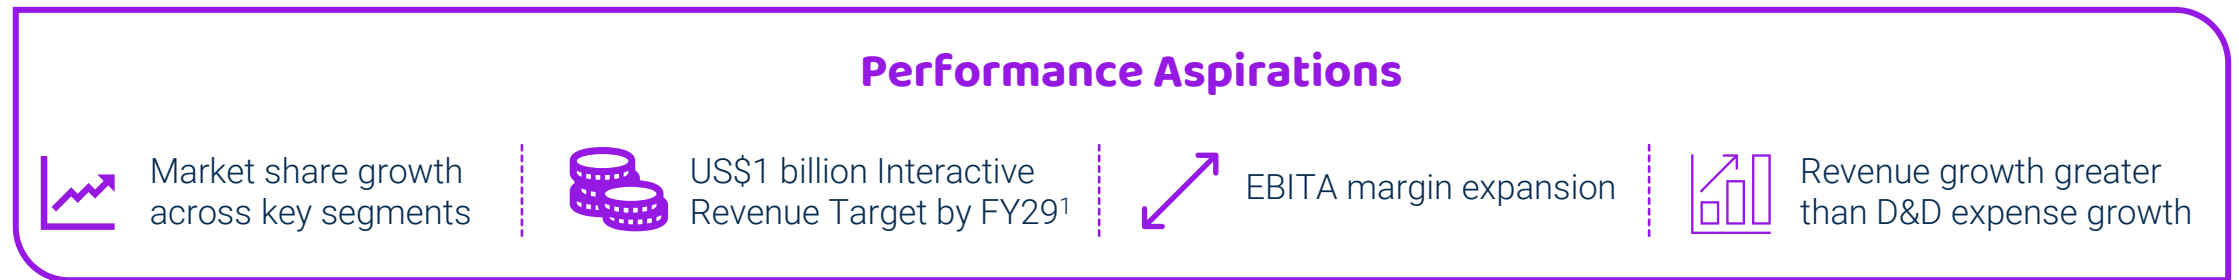 Performance Aspirations
Market share growth
across key segments
US$1 billion Interactive
Revenue Target by FY29¹
EBITA margin expansion
Revenue growth greater
than D&D expense growth